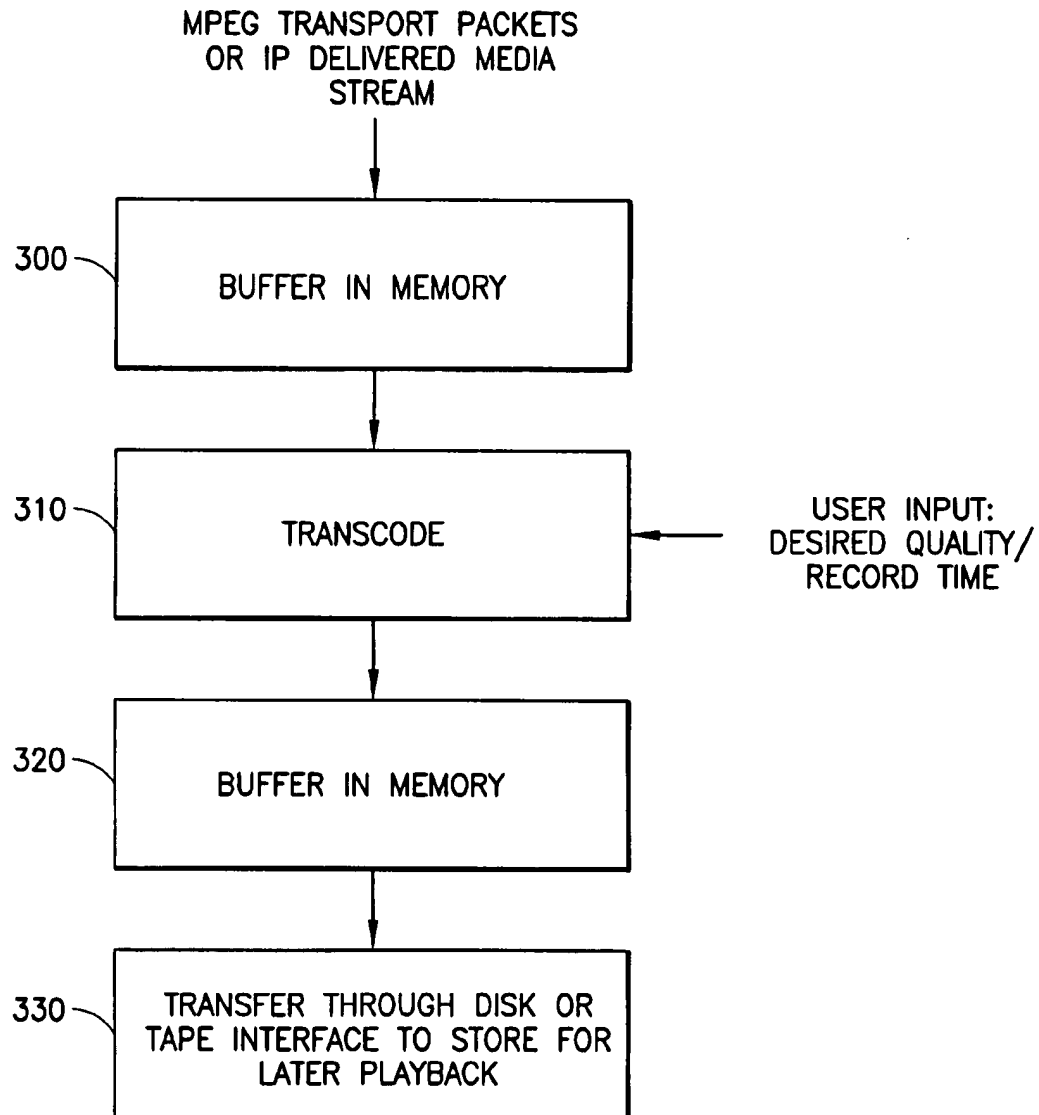 MPEG TRANSPORT PACKETS
OR IP DELIVERED MEDIA
STREAM
300
BUFFER IN MEMORY
310
TRANSCODE
USER INPUT:
DESIRED QUALITY/
RECORD TIME
320
BUFFER IN MEMORY
330
TRANSFER THROUGH DISK OR
TAPE INTERFACE TO STORE FOR
LATER PLAYBACK